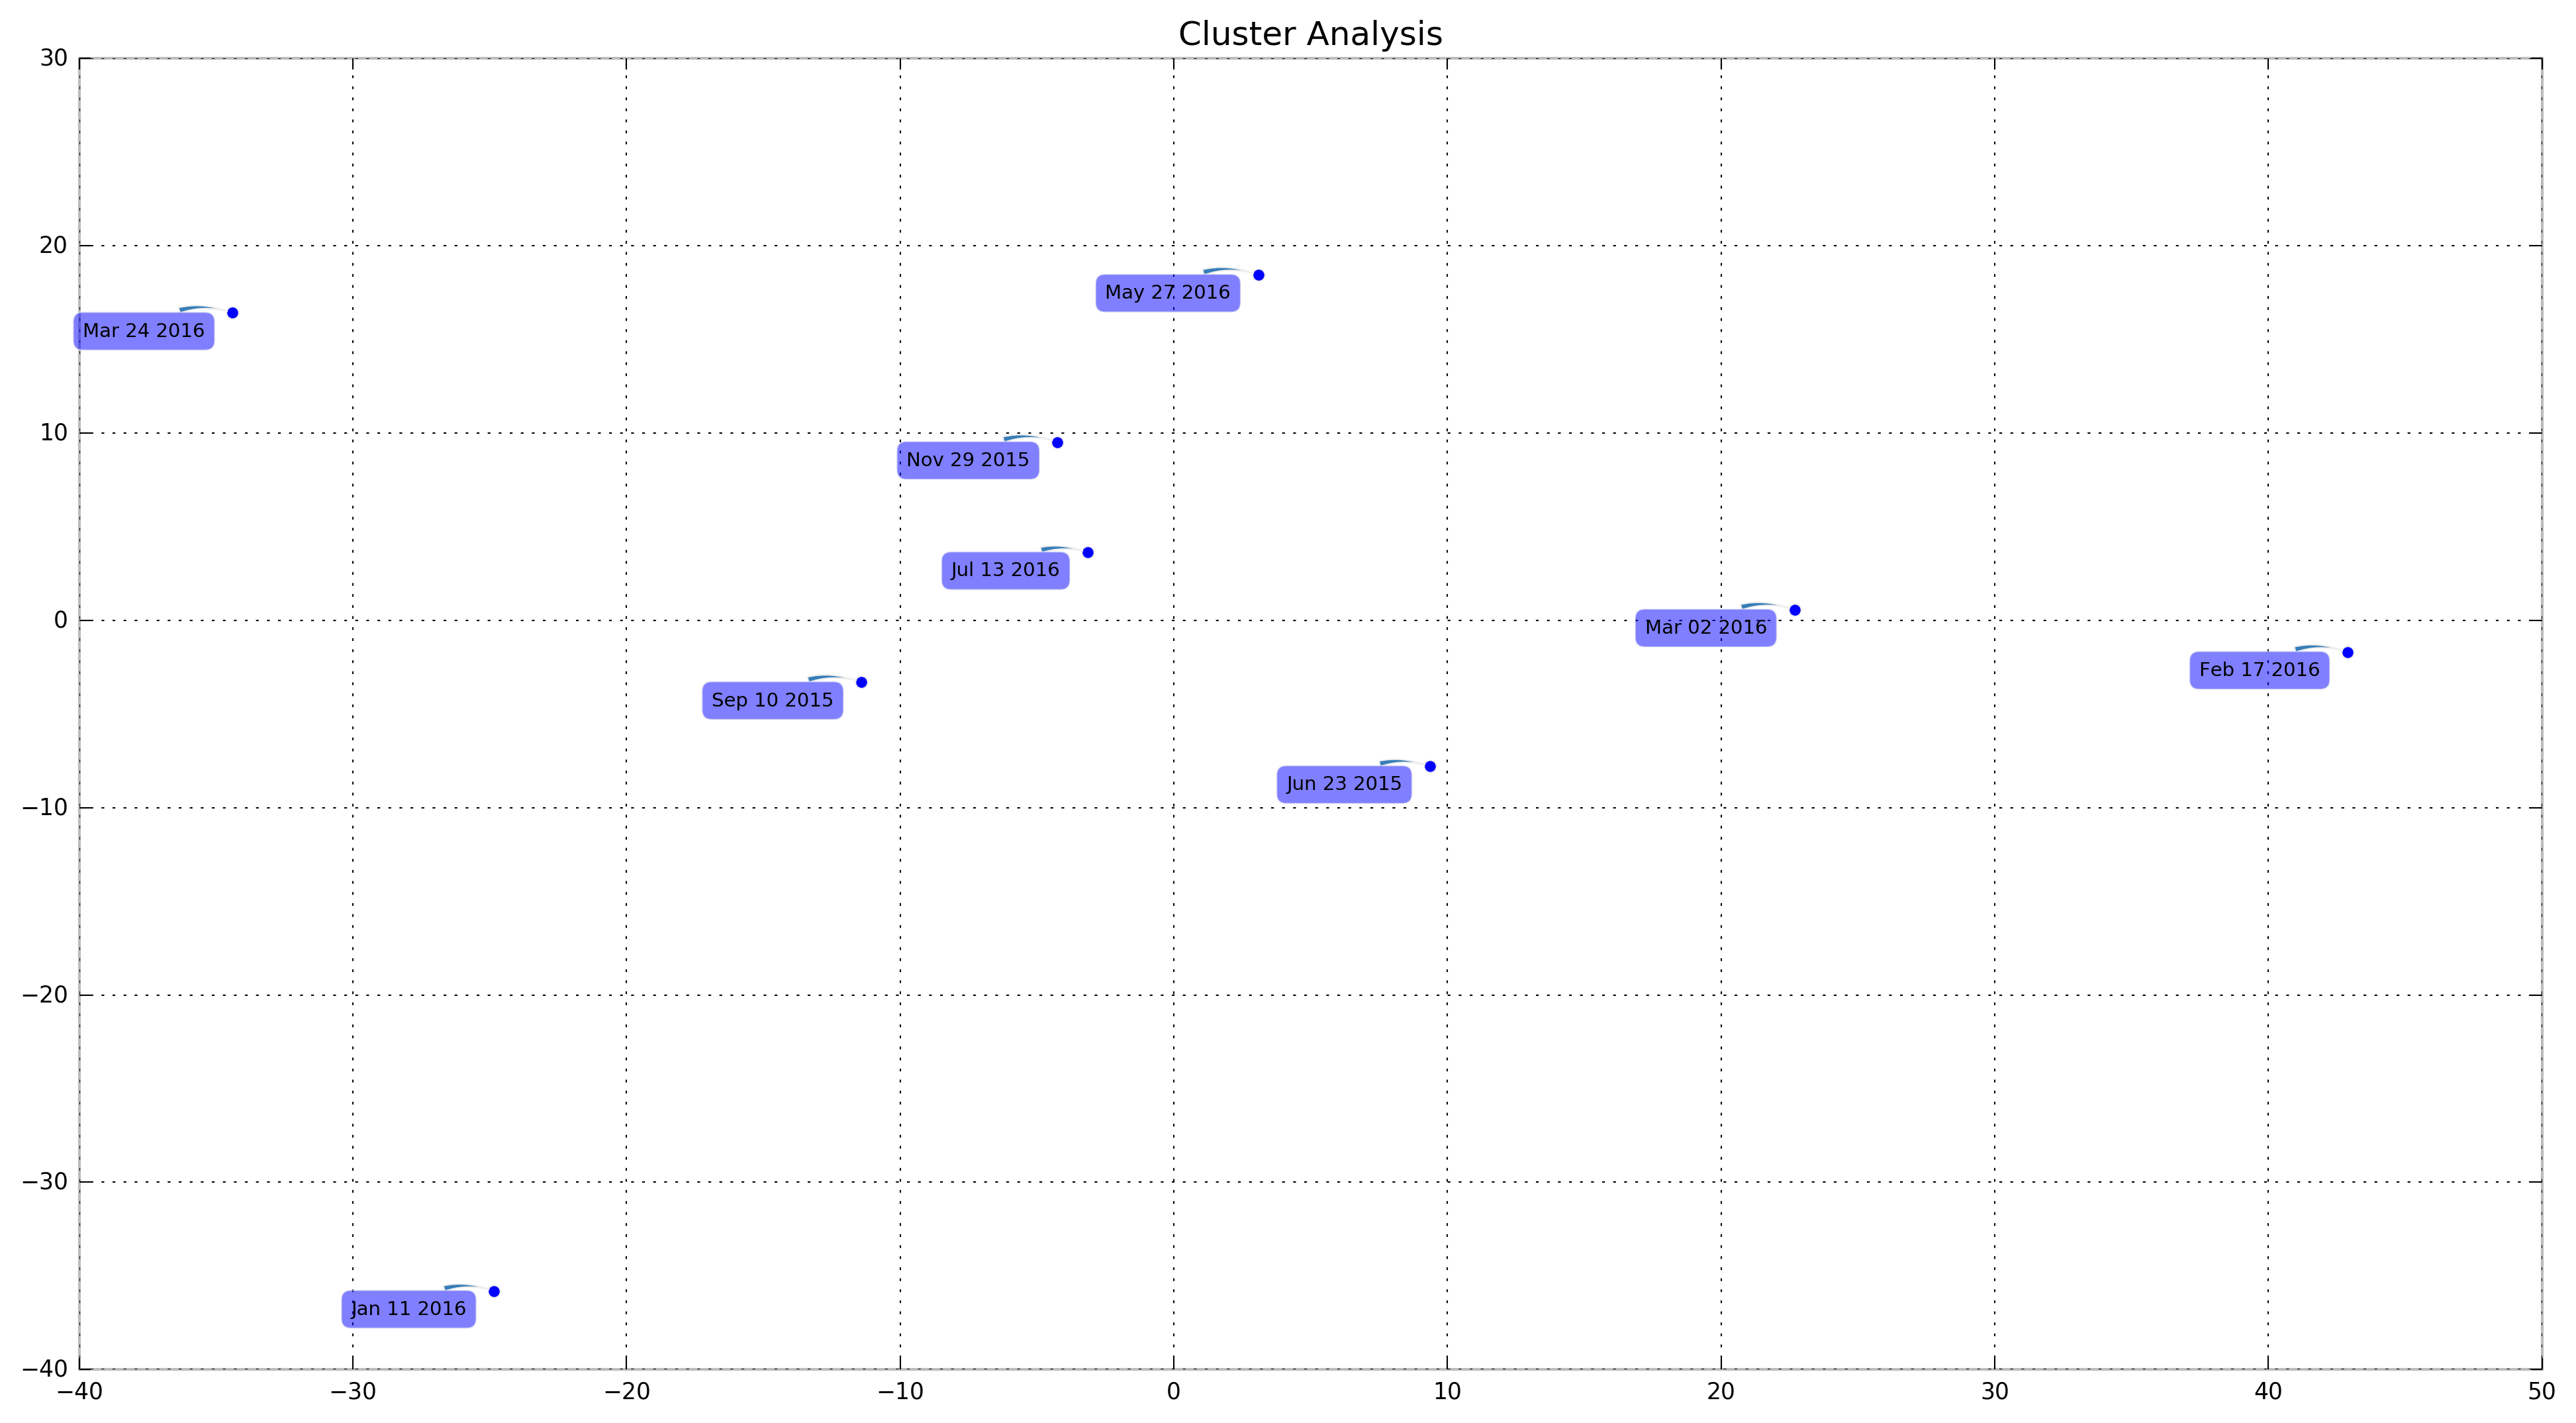 Cluster Analysis
30
20
10
0
−10
−20
−30
−40
May 27 2016
Mar 24 2016
Nov 29 2015
Jul 13 2016
Mar 02 2016
Feb 17 2016
Sep 10 2015
Jun 23 2015
Jan 11 2016
−40 −30 −20 −10 0 10 20 30 40 50